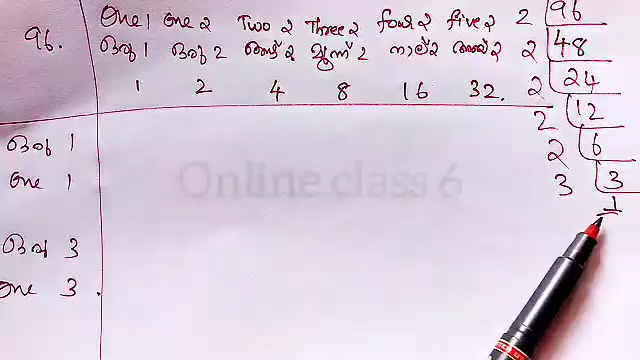 96. One 1 One 2 Two 2 Three 2 four 2 five 2
ഒരു 1 ഒരു 2 രണ്ട് 2 മൂന്ന് 2 നാല് 2 അഞ്ച് 2
1 2 4 8 16 32.
2 96
2 48
2 24
2 12
2 6
3 3
1
ഒരു 1
One 1
ഒരു 3
One 3.
Online class 6